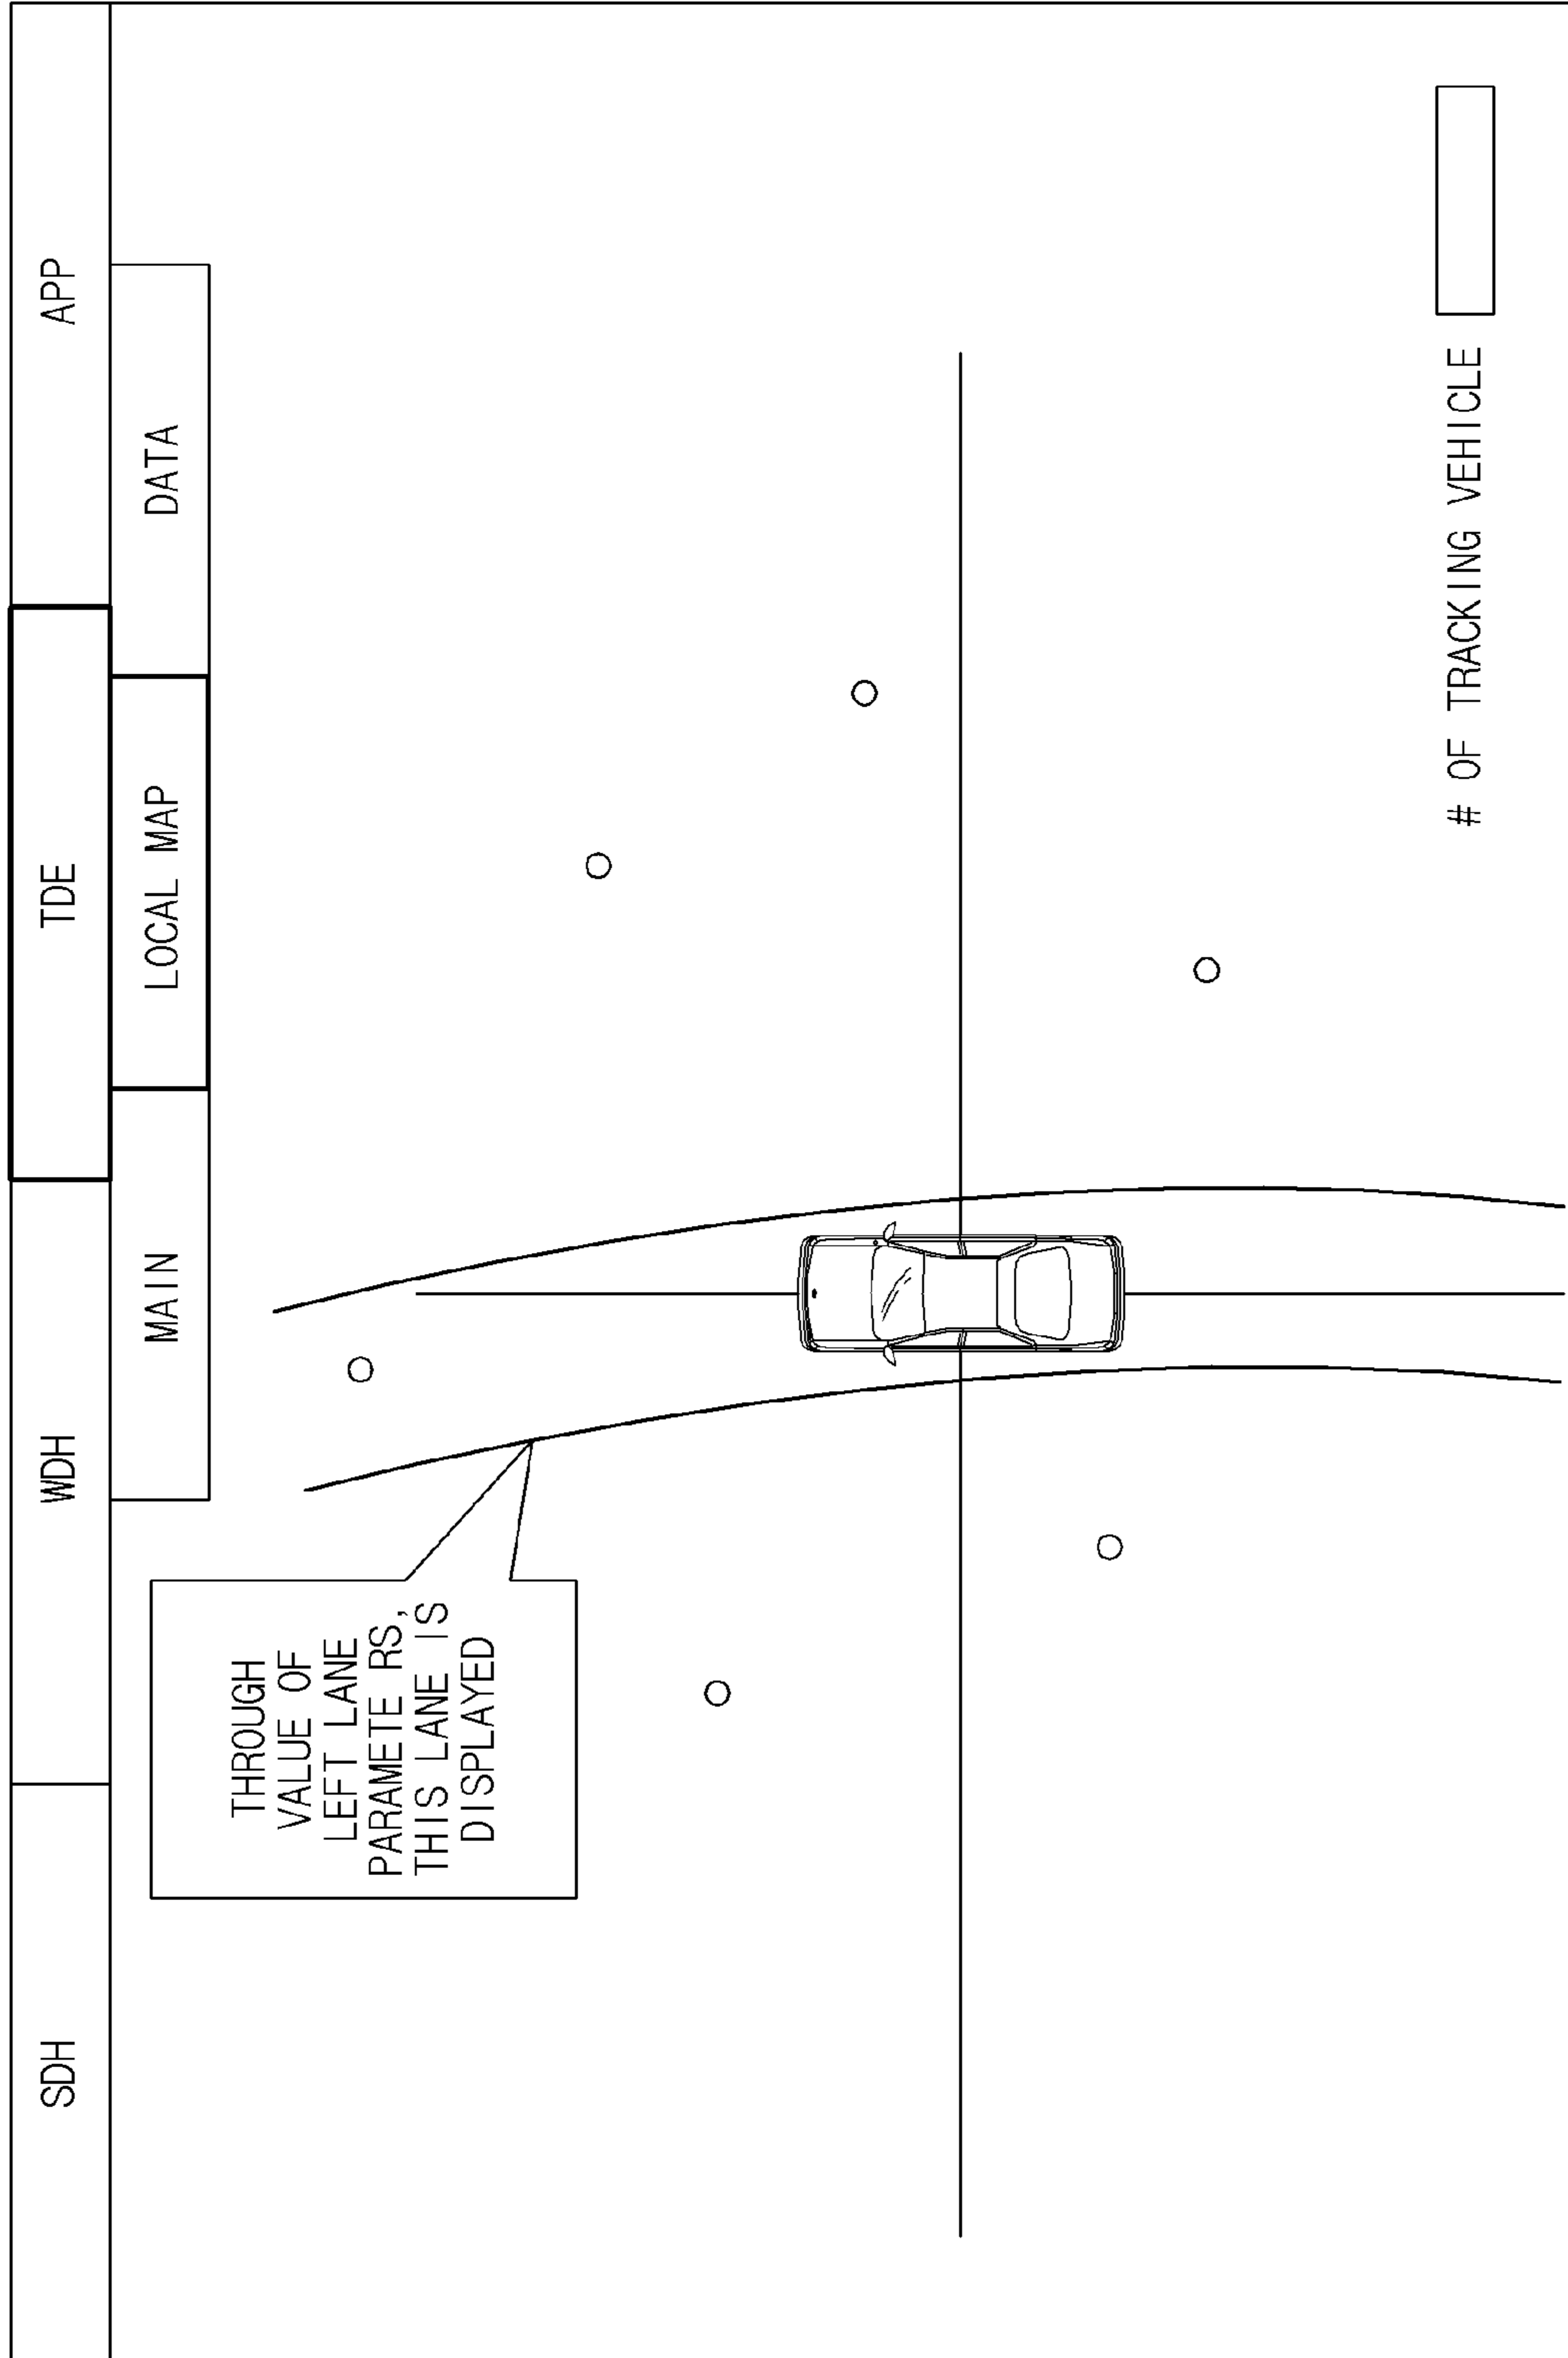 SDH
WDH
TDE
APP
MAIN
LOCAL MAP
DATA
THROUGH
VALUE OF
LEFT LANE
PARAMETE RS,
THIS LANE IS
DISPLAYED
# OF TRACKING VEHICLE